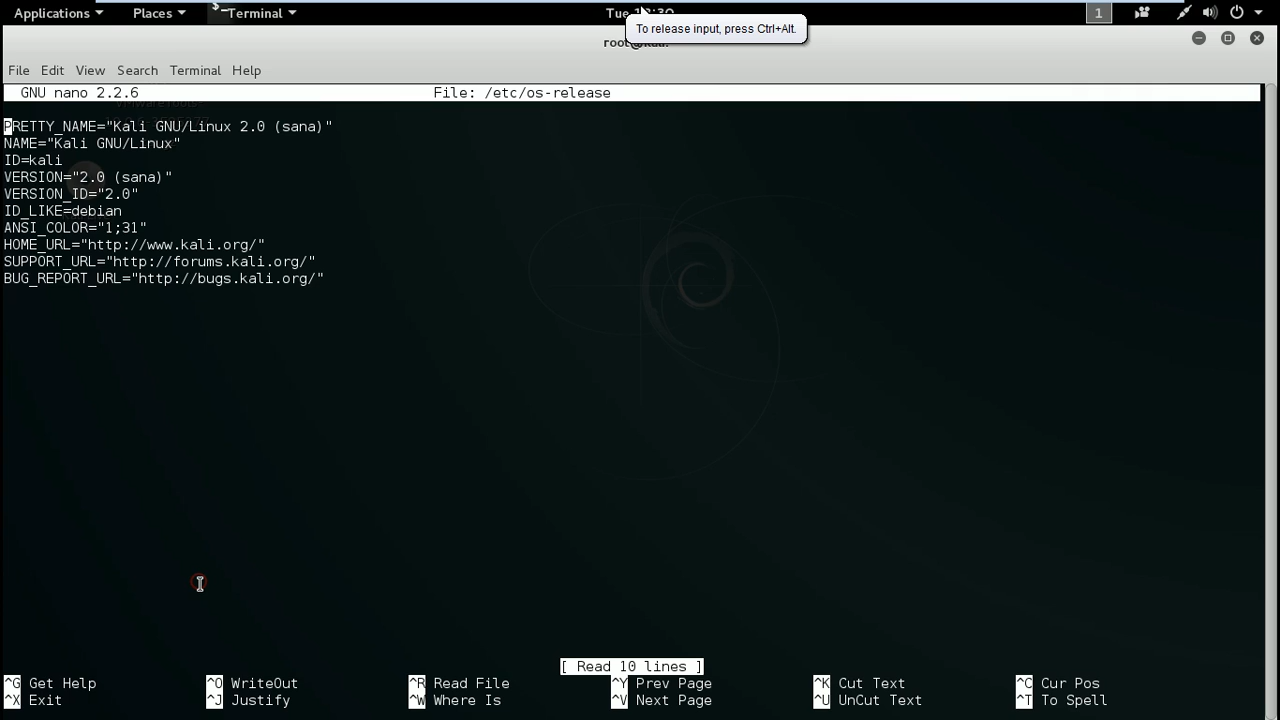 Applications Places Terminal Tue 1
To release input, press Ctrl+Alt.
1
File Edit View Search Terminal Help
GNU nano 2.2.6 File: /etc/os-release
PRETTY_NAME="Kali GNU/Linux 2.0 (sana)"
NAME="Kali GNU/Linux"
ID=kali
VERSION="2.0 (sana)"
VERSION_ID="2.0"
ID_LIKE=debian
ANSI_COLOR="1;31"
HOME_URL="http://www.kali.org/"
SUPPORT_URL="http://forums.kali.org/"
BUG_REPORT_URL="http://bugs.kali.org/"
[ Read 10 lines ]
^G Get Help ^O WriteOut ^R Read File ^Y Prev Page ^K Cut Text ^C Cur Pos
^X Exit ^J Justify ^W Where Is ^V Next Page ^U UnCut Text ^T To Spell